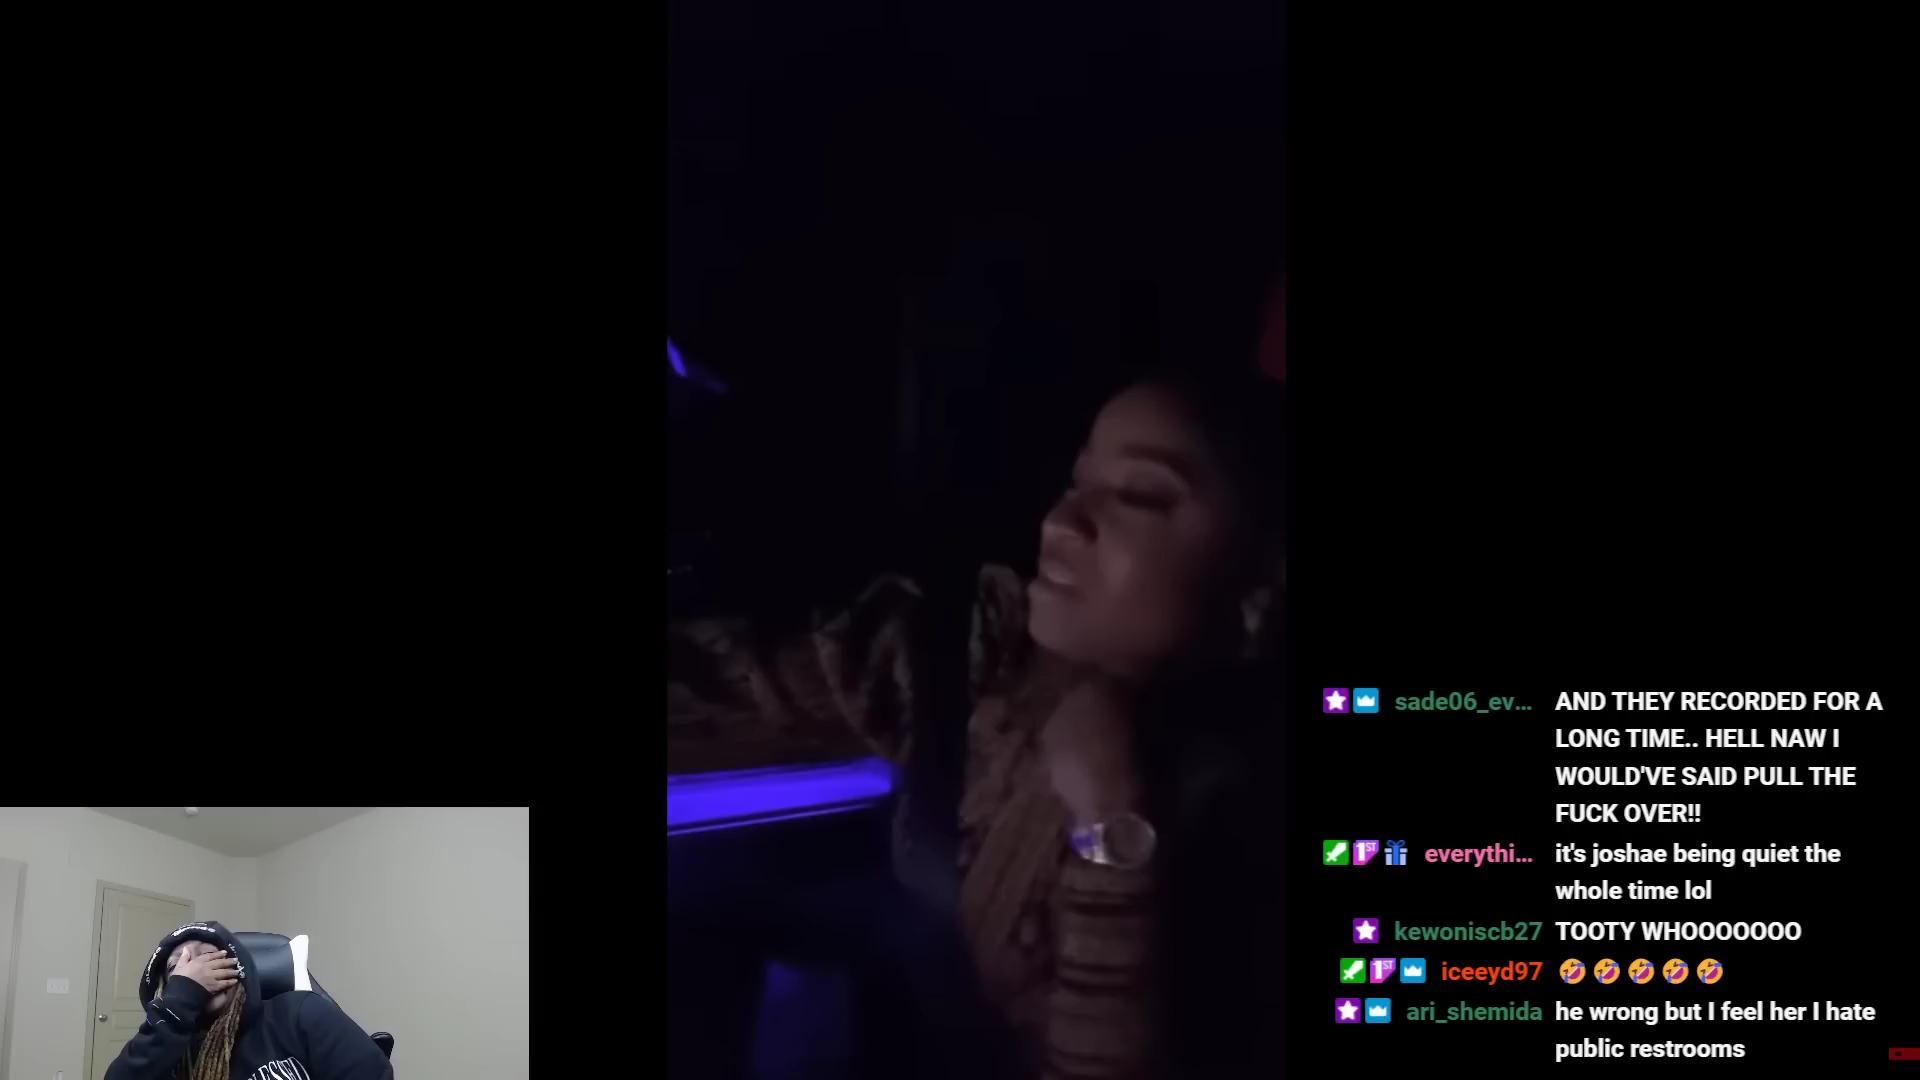 sade06_ev... AND THEY RECORDED FOR A
LONG TIME.. HELL NAW I
WOULD'VE SAID PULL THE
FUCK OVER!!
everythi... it's joshae being quiet the
whole time lol
kewoniscb27 TOOTY WHOOOOOOO
iceeyd97 🤣🤣🤣🤣🤣
ari_shemida he wrong but I feel her I hate
public restrooms